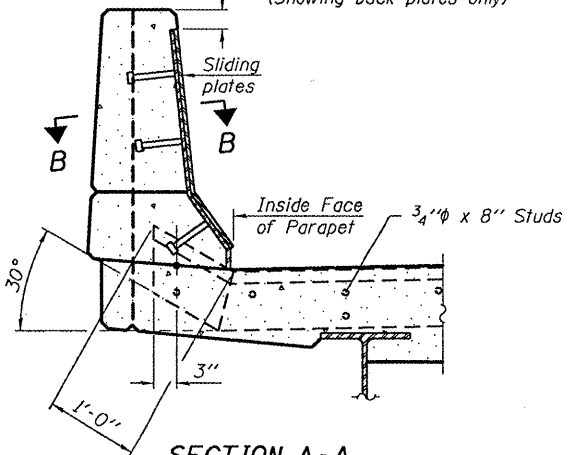 (Showing back plates only)
Sliding
plates
B
B
Inside Face
of Parapet
3/4"ϕ x 8" Studs
30°
3"
1'-0"
SECTION A-A